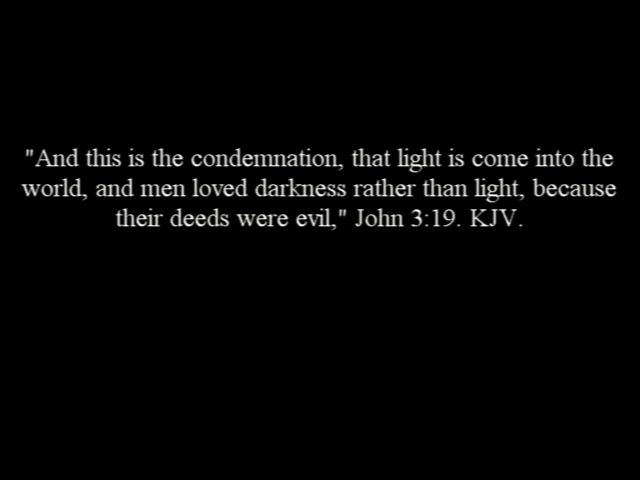 "And this is the condemnation, that light is come into the
world, and men loved darkness rather than light, because
their deeds were evil," John 3:19. KJV.